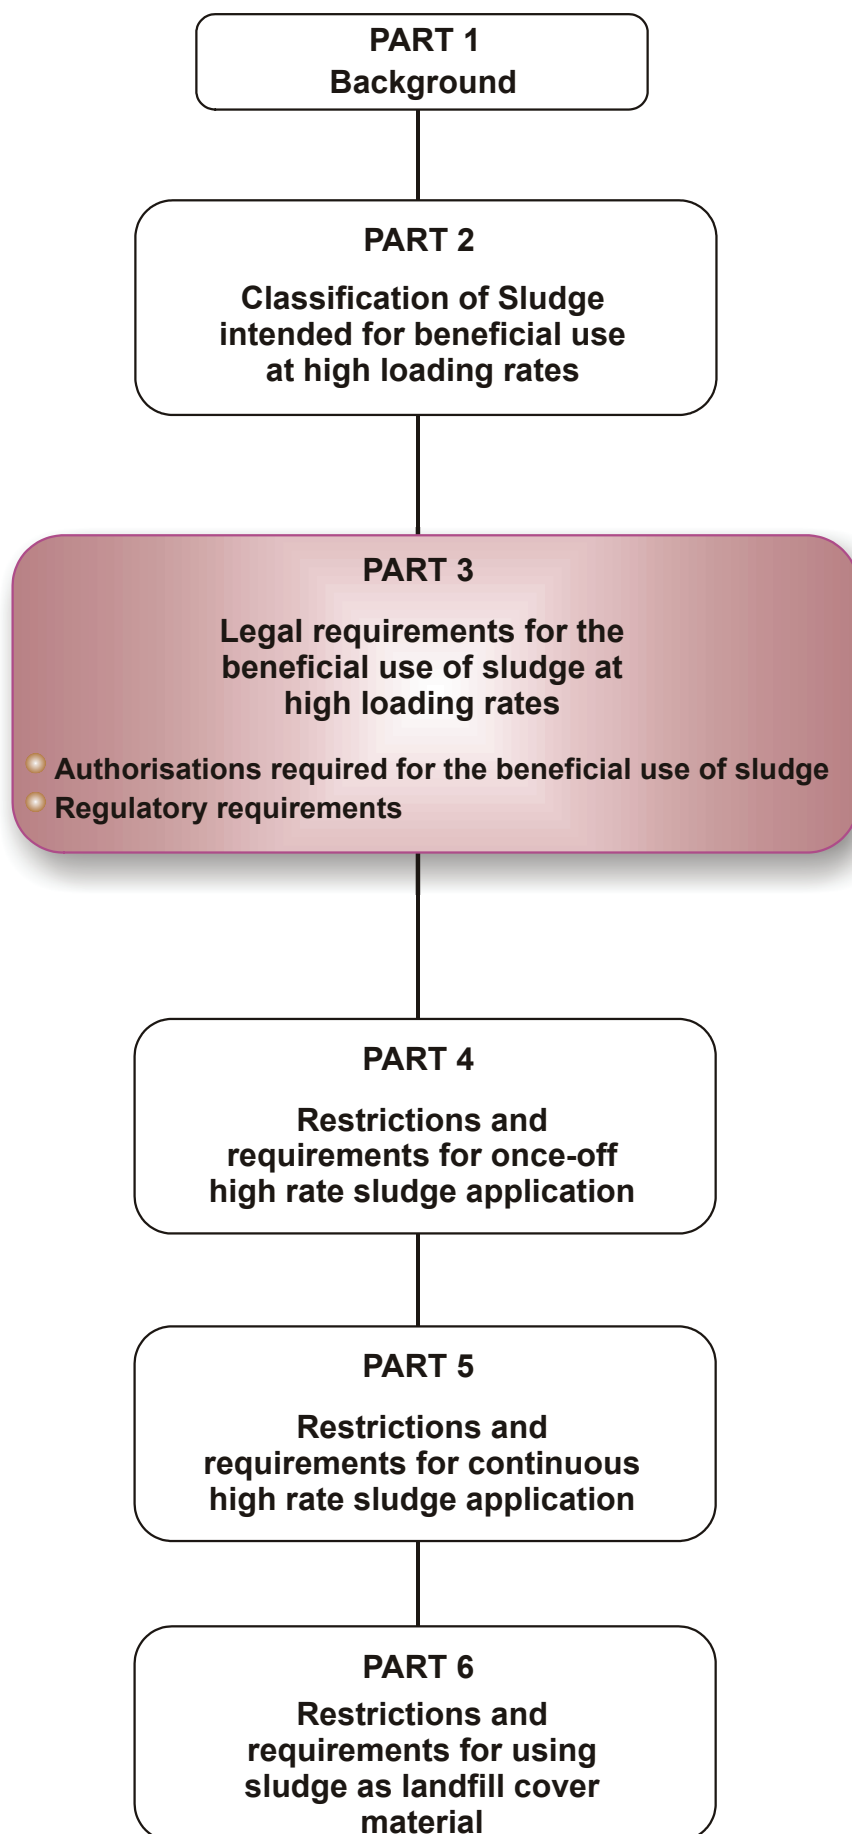 PART 1
Background
PART 2
Classification of Sludge
intended for beneficial use
at high loading rates
PART 3
Legal requirements for the
beneficial use of sludge at
high loading rates
Authorisations required for the beneficial use of sludge
Regulatory requirements
PART 4
Restrictions and
requirements for once-off
high rate sludge application
PART 5
Restrictions and
requirements for continuous
high rate sludge application
PART 6
Restrictions and
requirements for using
sludge as landfill cover
material